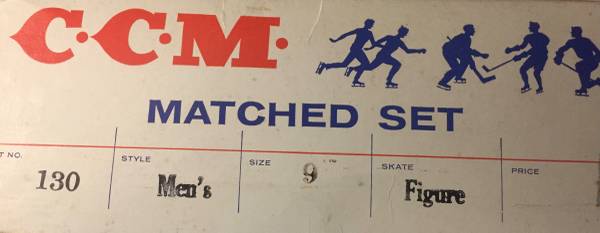 C·C·M·
MATCHED SET
T NO. STYLE SIZE SKATE PRICE
130 Men's 9 Figure